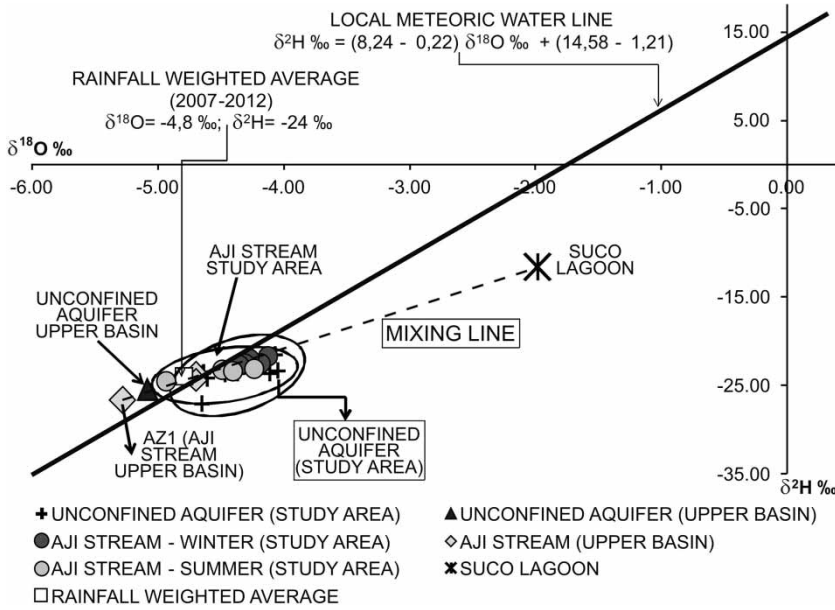 LOCAL METEORIC WATER LINE
δ²H ‰ = (8,24 - 0,22) δ¹⁸O ‰ + (14,58 - 1,21)
15.00
RAINFALL WEIGHTED AVERAGE
(2007-2012)
δ¹⁸O= -4,8 ‰; δ²H= -24 ‰
5.00
δ¹⁸O ‰
-6.00 -5.00 -4.00 -3.00 -2.00 -1.00 0.00
-5.00
AJI STREAM
STUDY AREA
SUCO
LAGOON
UNCONFINED
AQUIFER
UPPER BASIN
-15.00
MIXING LINE
-25.00
AZ1 (AJI
STREAM
UPPER BASIN)
UNCONFINED
AQUIFER
(STUDY AREA)
-35.00
δ²H ‰
UNCONFINED AQUIFER (STUDY AREA)
UNCONFINED AQUIFER (UPPER BASIN)
AJI STREAM - WINTER (STUDY AREA)
AJI STREAM (UPPER BASIN)
AJI STREAM - SUMMER (STUDY AREA)
SUCO LAGOON
RAINFALL WEIGHTED AVERAGE